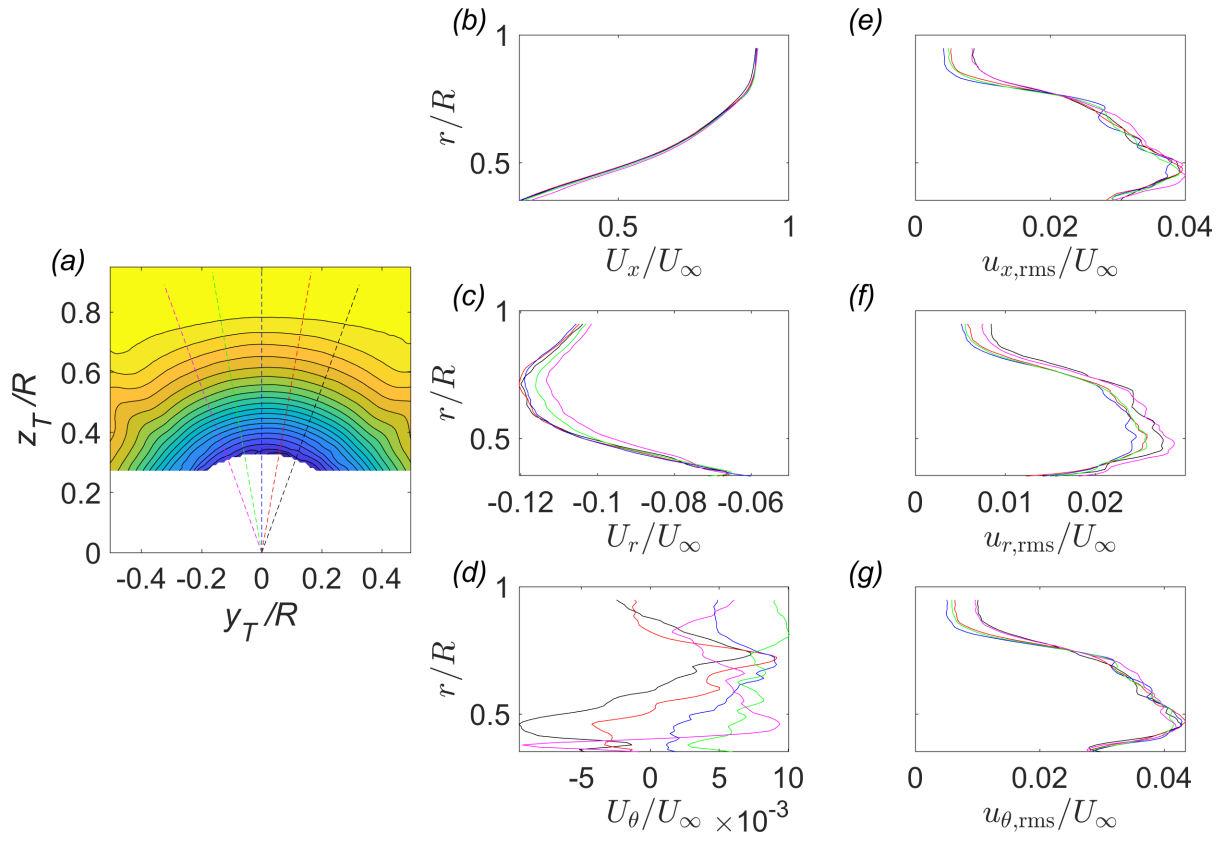 (a)
0.8
0.6
0.4
0.2
0
z_T/R
-0.4 -0.2 0 0.2 0.4
y_T/R
(b)
1
0.5
r/R
0.5 1
U_x/U_∞
(c)
1
0.5
r/R
-0.12 -0.1 -0.08 -0.06
U_r/U_∞
(d)
1
0.5
r/R
-5 0 5 10
U_θ/U_∞ ×10^{-3}
(e)
0 0.02 0.04
u_{x,rms}/U_∞
(f)
0 0.01 0.02
u_{r,rms}/U_∞
(g)
0 0.02 0.04
u_{θ,rms}/U_∞